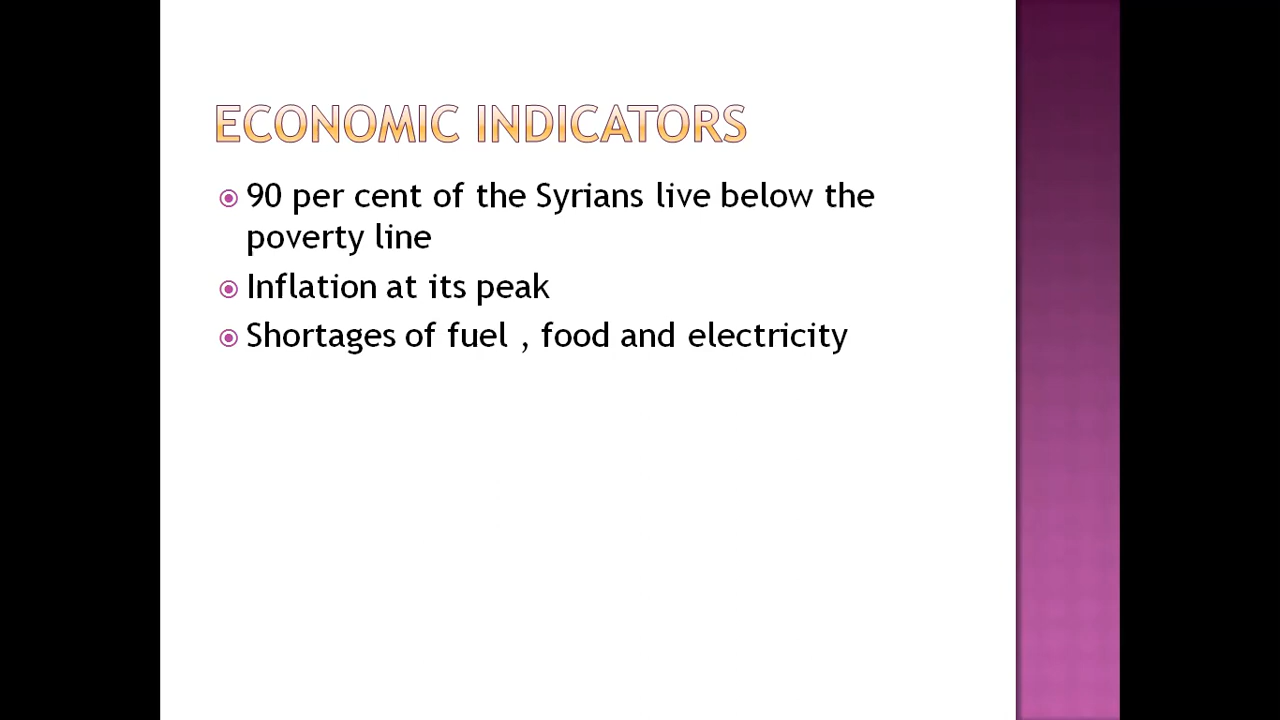 ECONOMIC INDICATORS
90 per cent of the Syrians live below the
poverty line
Inflation at its peak
Shortages of fuel , food and electricity